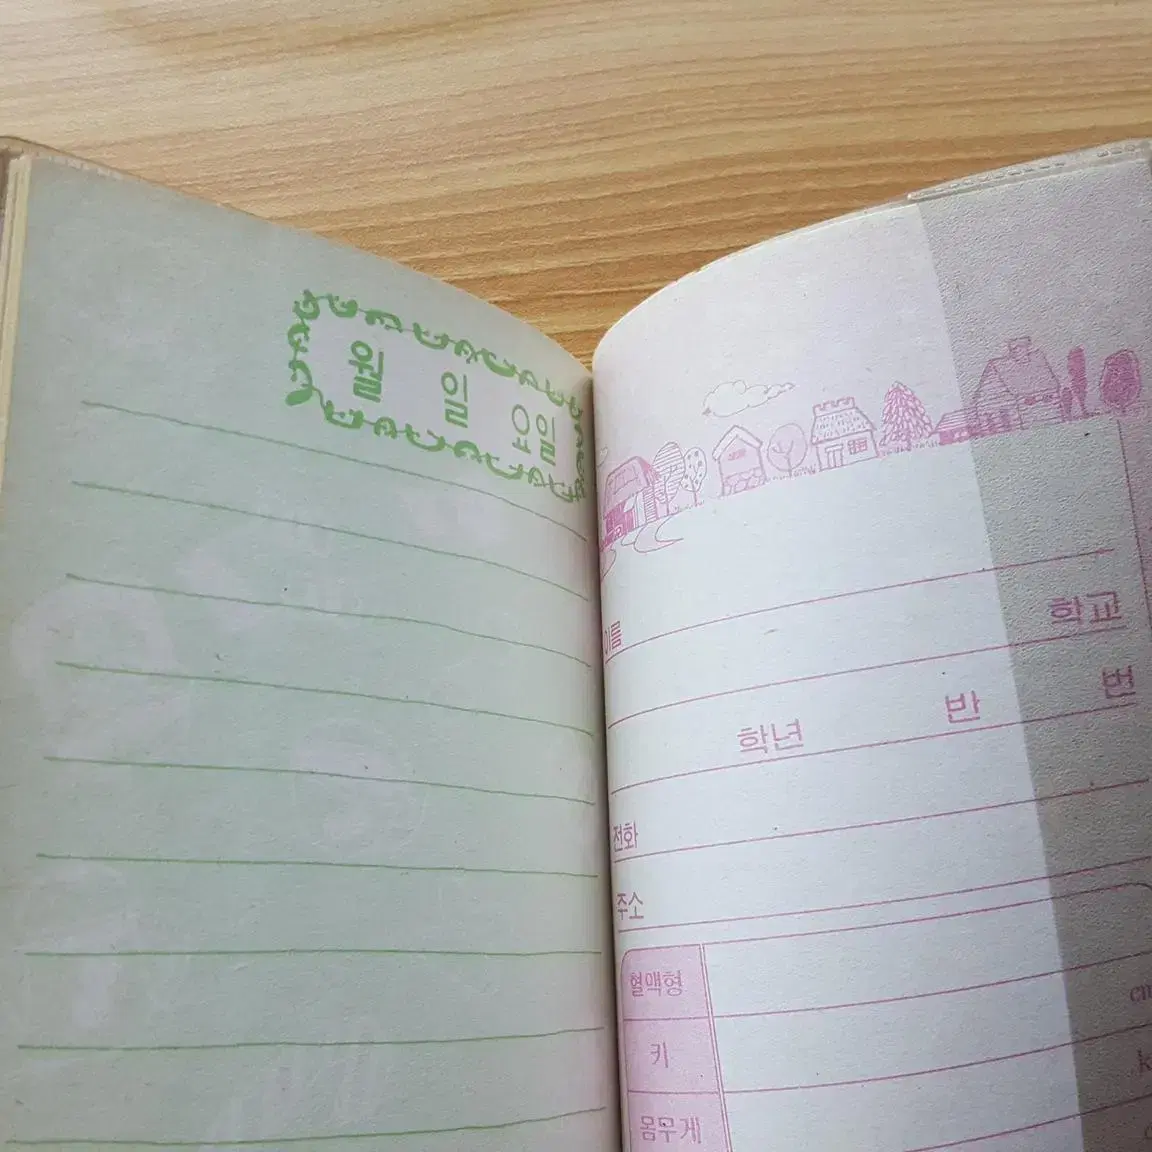 월 일 요일
이름
학교
학년 반 번
전화
주소
혈액형
키
몸무게